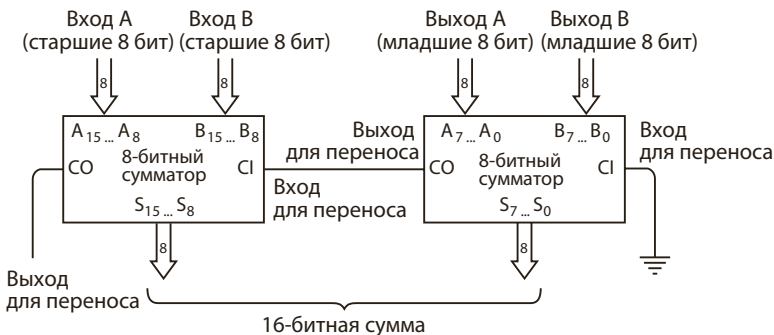 Вход A
(старшие 8 бит)
Вход B
(старшие 8 бит)
Выход A
(младшие 8 бит)
Выход B
(младшие 8 бит)
8
8
8
8
A15 ... A8
B15 ... B8
8-битный
сумматор
CO
CI
S15 ... S8
Выход
для переноса
Вход
для переноса
A7 ... A0
B7 ... B0
8-битный
сумматор
CO
CI
S7 ... S0
Вход
для переноса
8
8
Выход
для переноса
16-битная сумма